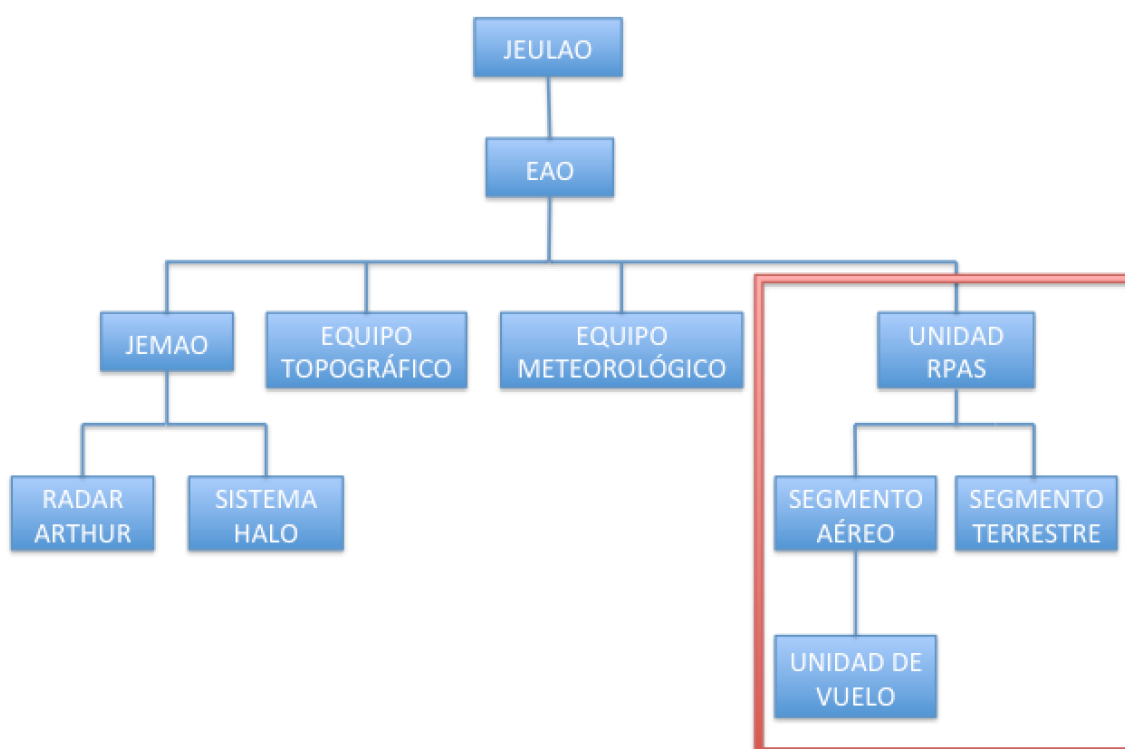 JEULAO
EAO
JEMAO
EQUIPO
TOPOGRÁFICO
EQUIPO
METEOROLÓGICO
UNIDAD
RPAS
RADAR
ARTHUR
SISTEMA
HALO
SEGMENTO
AÉREO
SEGMENTO
TERRESTRE
UNIDAD DE
VUELO